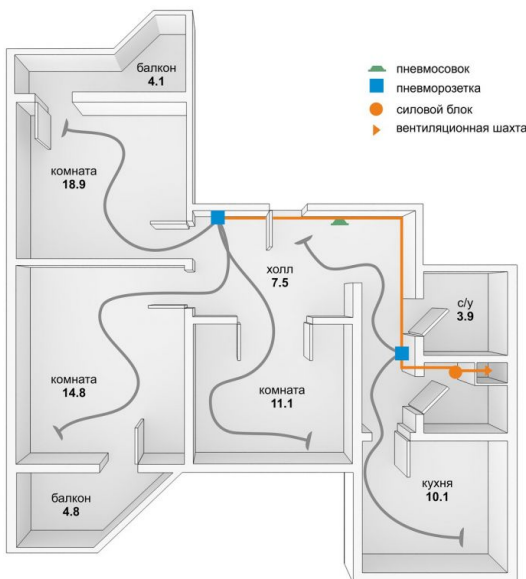 балкон
4.1
пневмосовок
пневморозетка
силовой блок
вентиляционная шахта
комната
18.9
холл
7.5
с/у
3.9
комната
14.8
комната
11.1
балкон
4.8
кухня
10.1